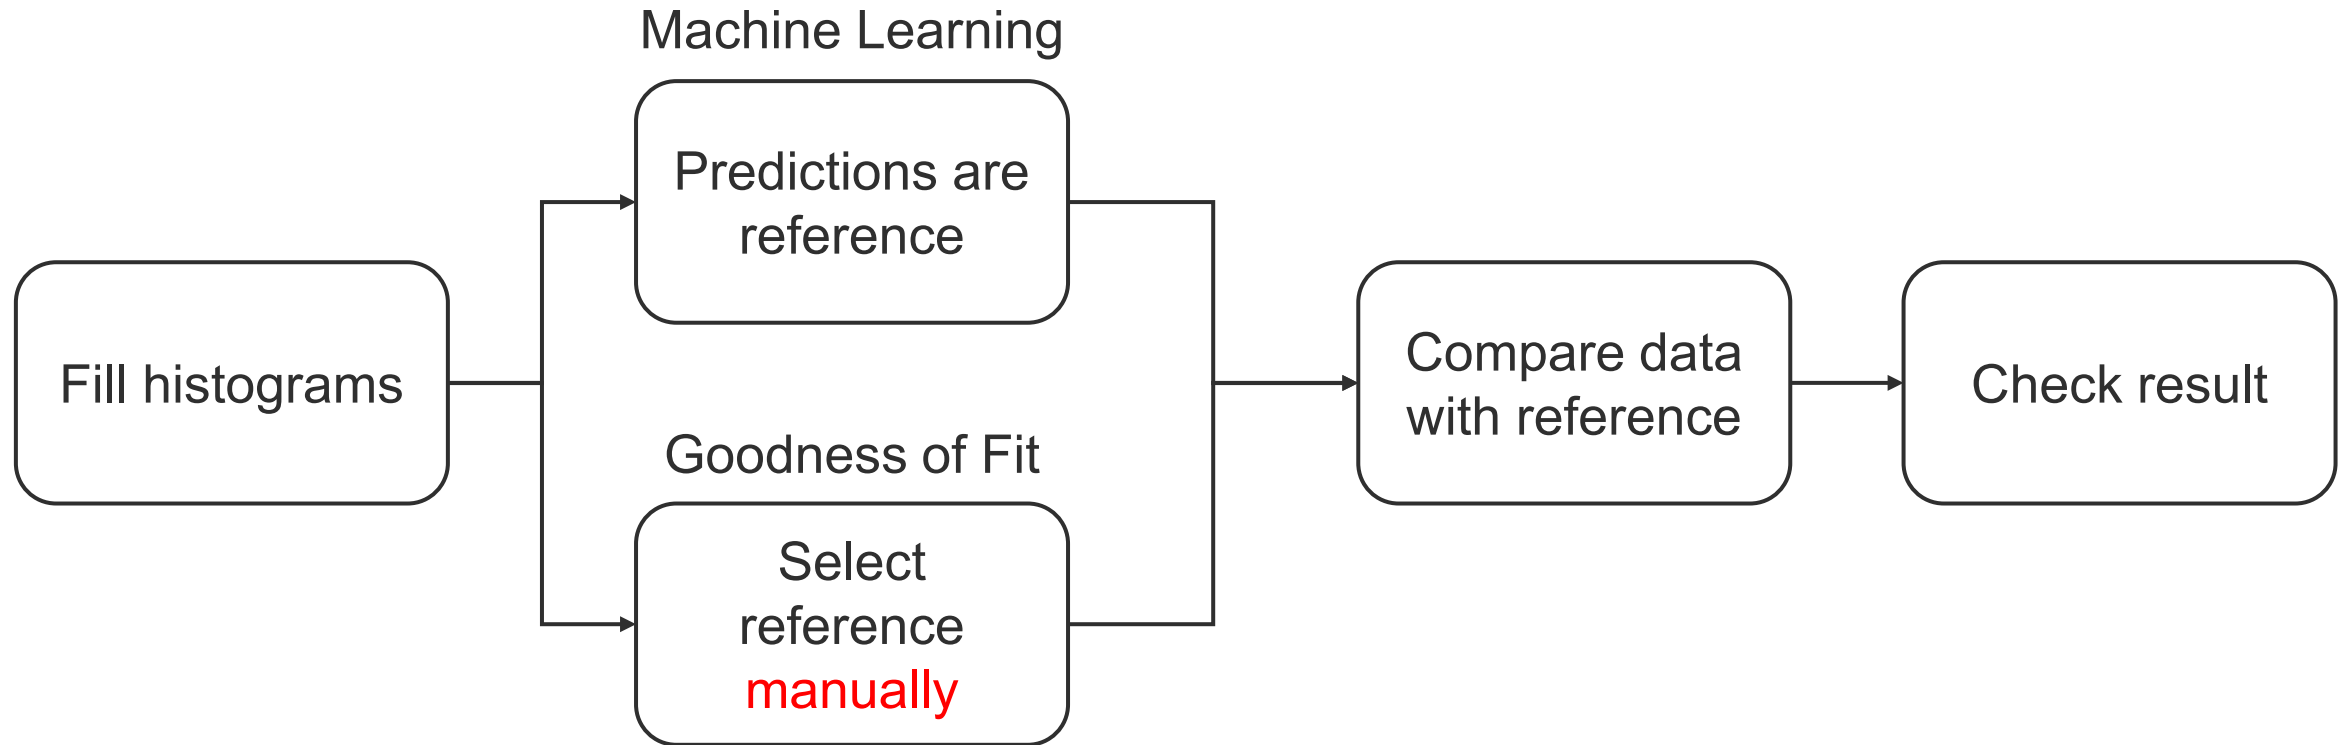 Machine Learning
Predictions are
reference
Fill histograms
Goodness of Fit
Select
reference
manually
Compare data
with reference
Check result